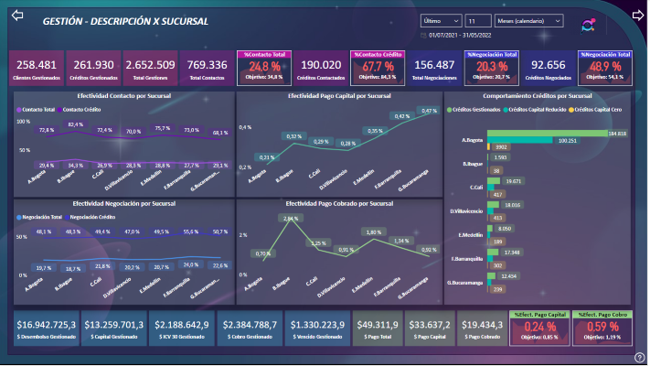 GESTIÓN - DESCRIPCIÓN X SUCURSAL
Último 11 Meses (calendario)
01/07/2021 - 31/05/2022
258.481
Clientes Gestionados
261.930
Créditos Gestionados
2.652.509
Total Gestiones
769.336
Total Contactos
%Contacto Total
24,8 %
Objetivo: 34,8 %
190.020
Créditos Contactados
%Contacto Crédito
67.7 %
Objetivo: 84,3 %
156.487
Total Negociaciones
%Negociación Total
20,3 %
Objetivo: 20,7 %
92.656
Créditos Negociados
%Negociación Total
48,9 %
Objetivo: 54,1 %
Efectividad Contacto por Sucursal
Contacto Total Contacto Crédito
100 %
50 %
72,8 % 82,4 % 72,4 % 70,0 % 75,7 % 73,0 % 68,1 %
29,4 % 34,3 % 26,9 % 28,1 % 28,8 % 27,7 % 29,1 %
A.Bogota B.Ibague C.Cali D.Villavicencio E.Medellin F.Barranquilla G.Bucaramanga
Efectividad Pago Capital por Sucursal
0,4 %
0,2 %
0,21 % 0,32 % 0,29 % 0,28 % 0,35 % 0,42 % 0,47 %
A.Bogota B.Ibague C.Cali D.Villavicencio E.Medellin F.Barranquilla G.Bucaramanga
Comportamiento Créditos por Sucursal
Créditos Gestionados Créditos Capital Reducido Créditos Capital Cero
A.Bogota
184.818
100.251
3902
B.Ibague
1.593
38
C.Cali
19.671
417
D.Villavicencio
18.016
413
E.Medellin
8.050
189
F.Barranquilla
17.348
302
G.Bucaramanga
12.434
239
Efectividad Negociación por Sucursal
Negociación Total Negociación Crédito
50 %
0 %
48,1 % 48,3 % 49,4 % 47,0 % 49,5 % 55,6 % 50,7 %
19,7 % 18,7 % 21,8 % 20,2 % 20,7 % 24,0 % 22,6 %
A.Bogota B.Ibague C.Cali D.Villavicencio E.Medellin F.Barranquilla G.Bucaramanga
Efectividad Pago Cobrado por Sucursal
2 %
0 %
0,70 % 1,25 % 0,91 % 1,80 % 1,34 % 0,92 %
A.Bogota B.Ibague C.Cali D.Villavicencio E.Medellin F.Barranquilla G.Bucaramanga
$16.942.725,3
$ Desembolso Gestionado
$13.259.701,3
$ Capital Gestionado
$2.188.642,9
$ ICV 30 Gestionado
$2.384.788,7
$ Cobro Gestionado
$1.330.223,9
$ Vencido Gestionado
$49.311,9
$ Pago Total
$33.637,2
$ Pago Capital
$19.434,3
$ Pago Cobrado
%Efect. Pago Capital
0.24 %
Objetivo: 0,35 %
%Efect. Pago Cobro
0.59 %
Objetivo: 1,19 %